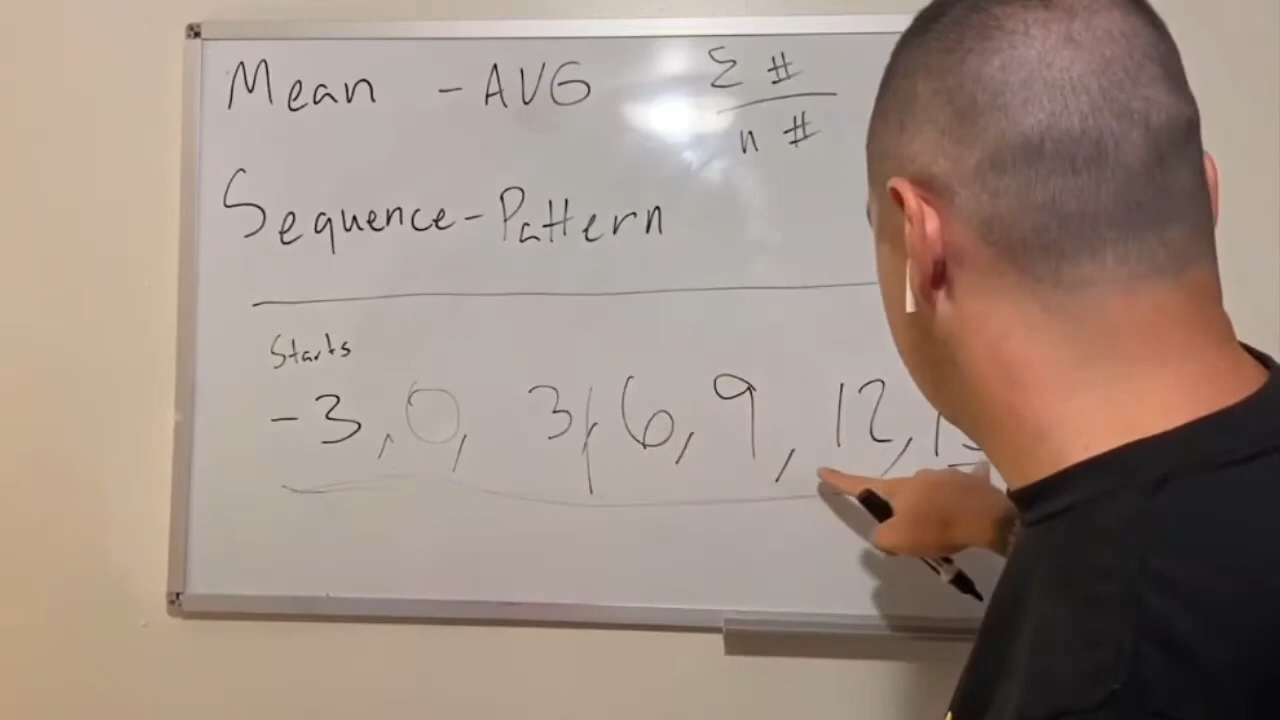 Mean - AVG Σ # / n #
Sequence - Pattern
Starts
-3, 0, 3, 6, 9, 12,